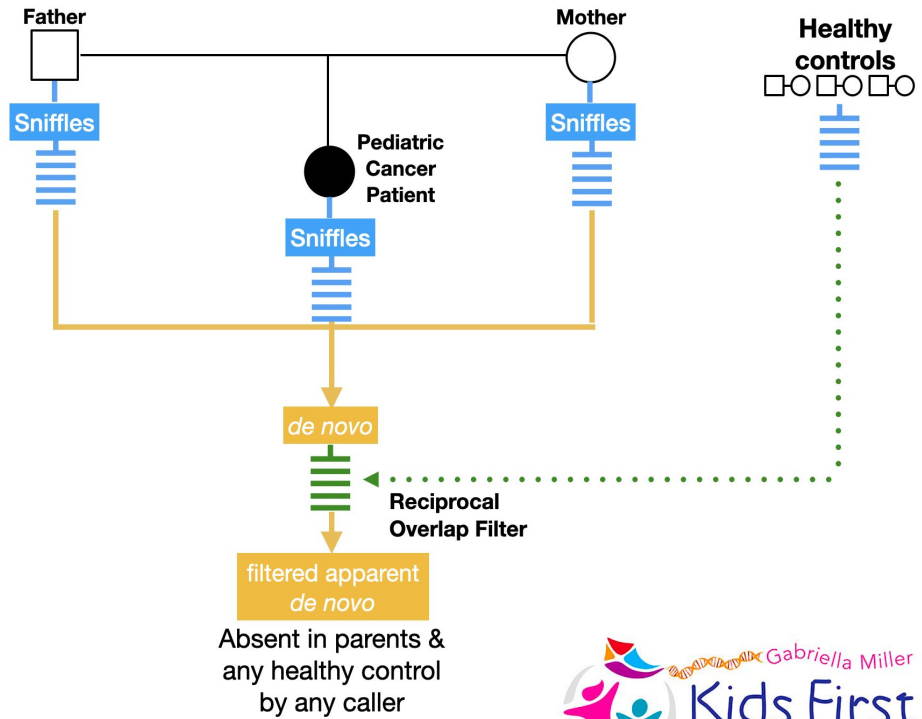 Father
Mother
Healthy
controls
Sniffles
Sniffles
Pediatric
Cancer
Patient
Sniffles
de novo
Reciprocal
Overlap Filter
filtered apparent
de novo
Absent in parents &
any healthy control
by any caller
Gabriella Miller
Kids First